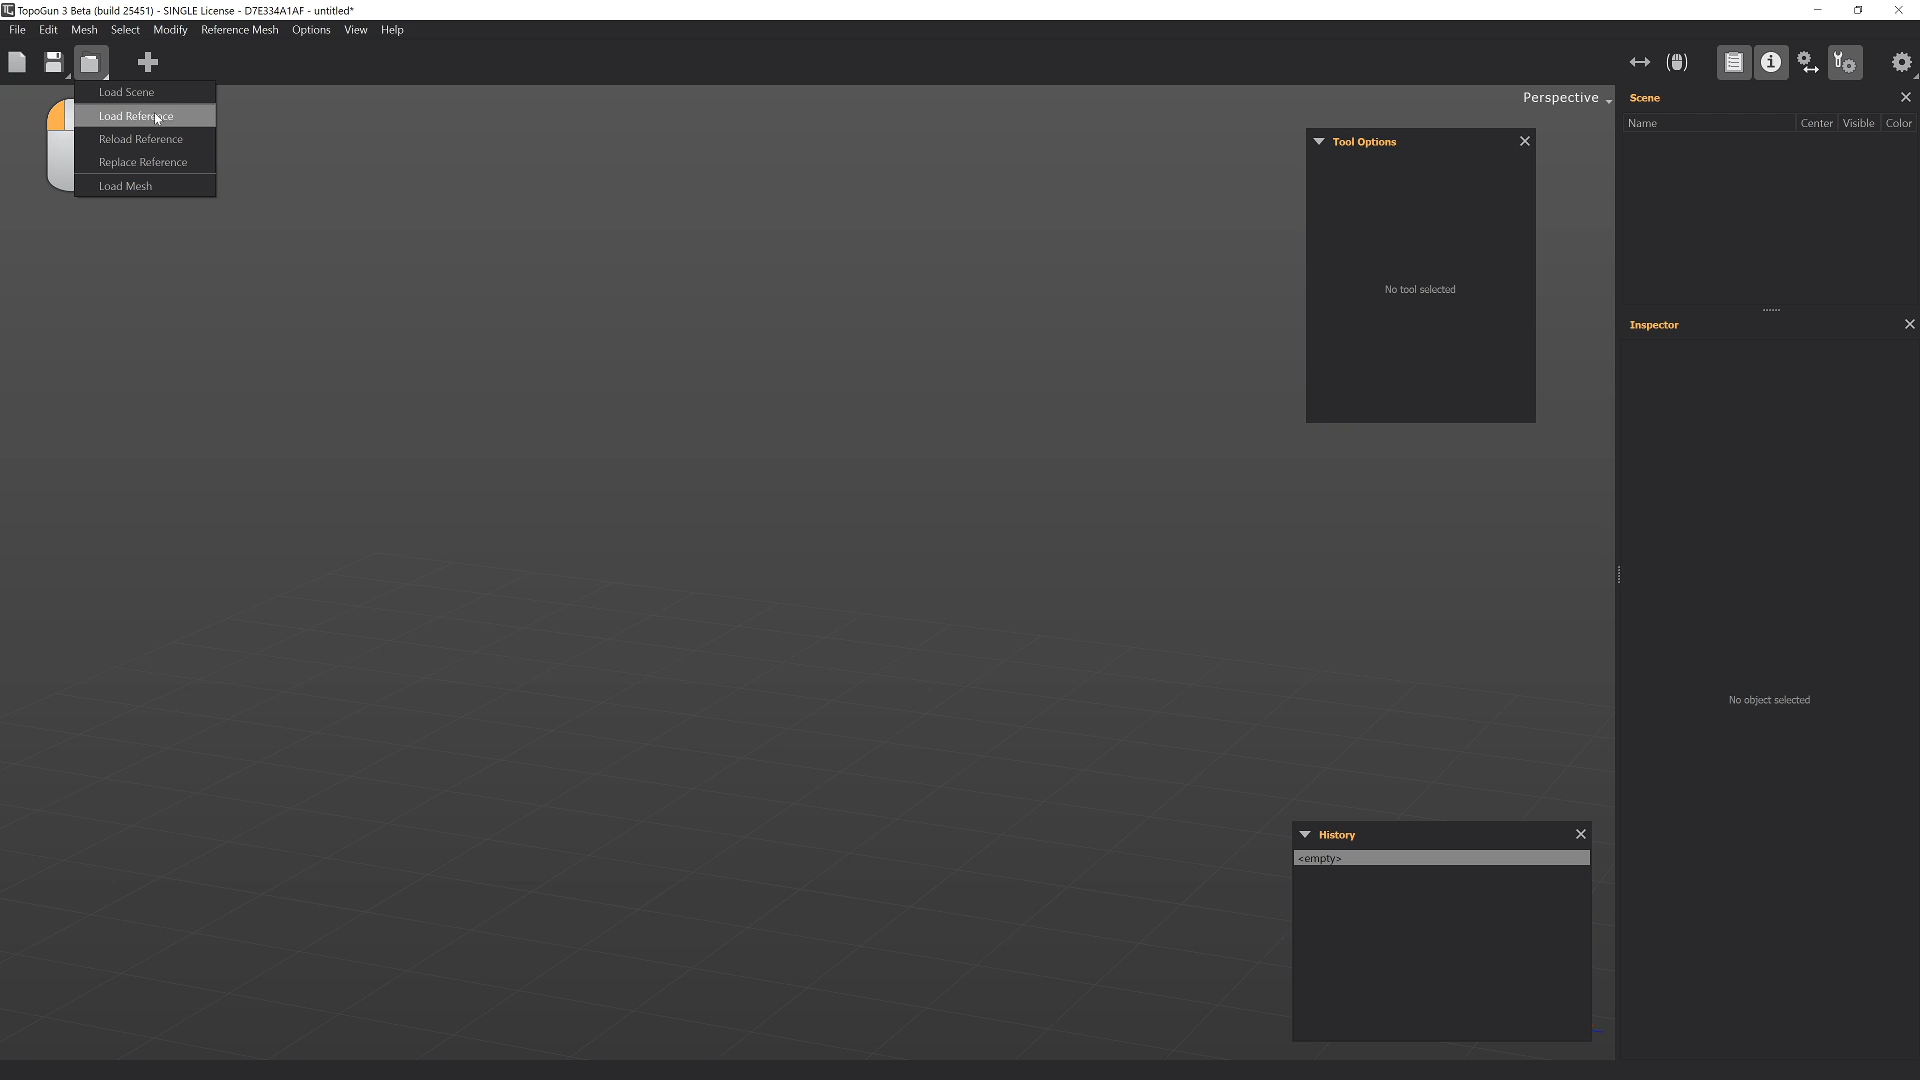 TopoGun 3 Beta (build 25451) - SINGLE License - D7E334A1AF - untitled*
File Edit Mesh Select Modify Reference Mesh Options View Help
Load Scene
Load Reference
Reload Reference
Replace Reference
Load Mesh
Perspective
Tool Options
No tool selected
Scene
Name Center Visible Color
Inspector
No object selected
History
<empty>